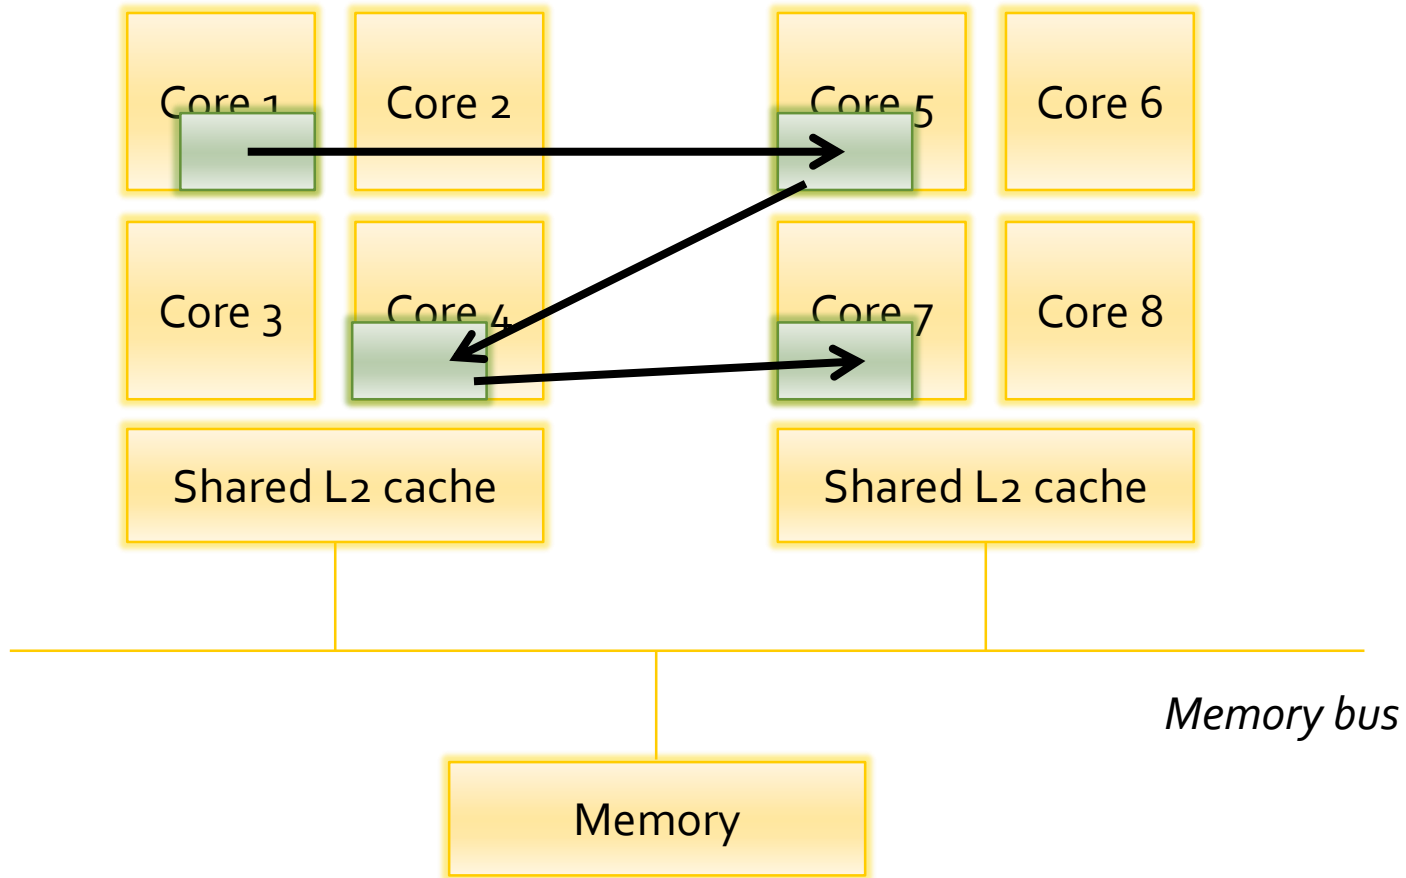 Core 1
Core 2
Core 5
Core 6
Core 3
Core 4
Core 7
Core 8
Shared L2 cache
Shared L2 cache
Memory bus
Memory